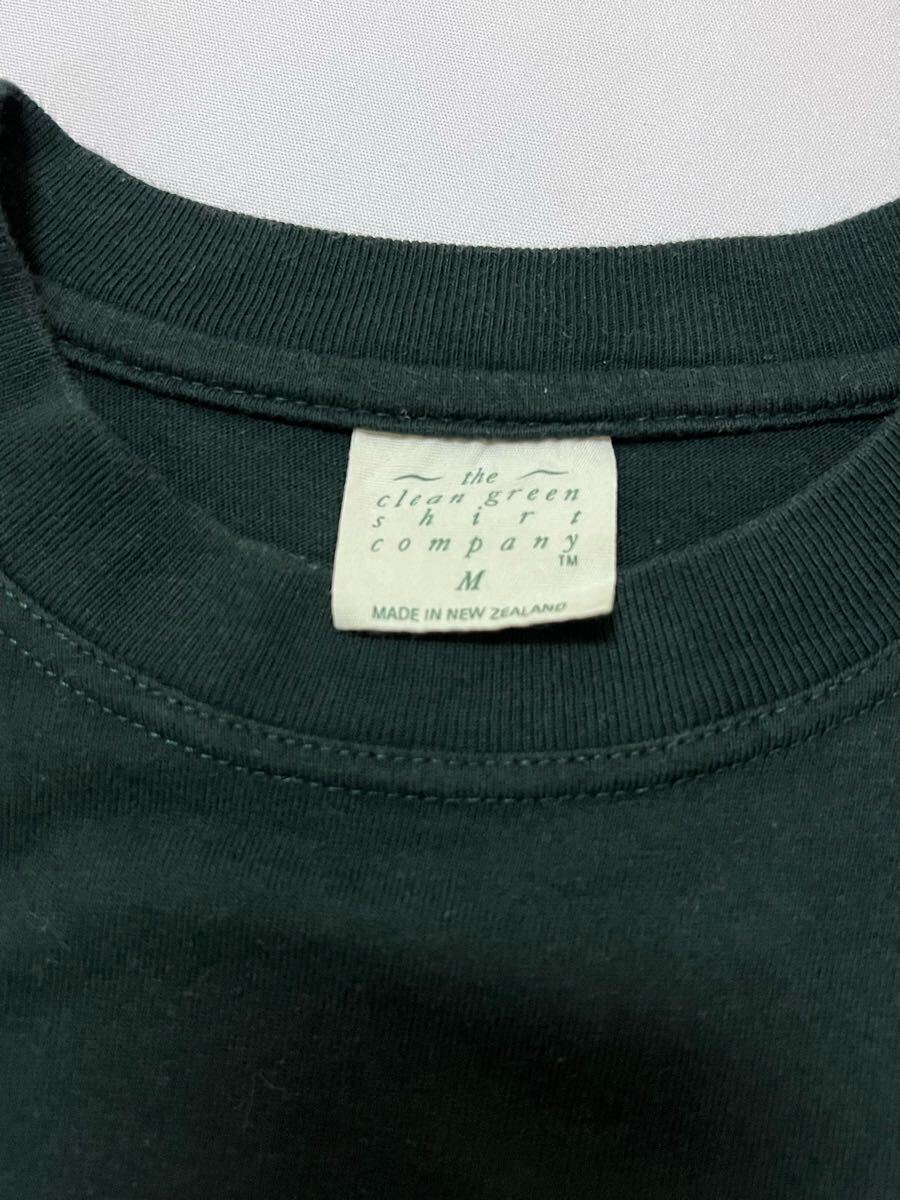 the
clean green
shirt
company
TM
M
MADE IN NEW ZEALAND